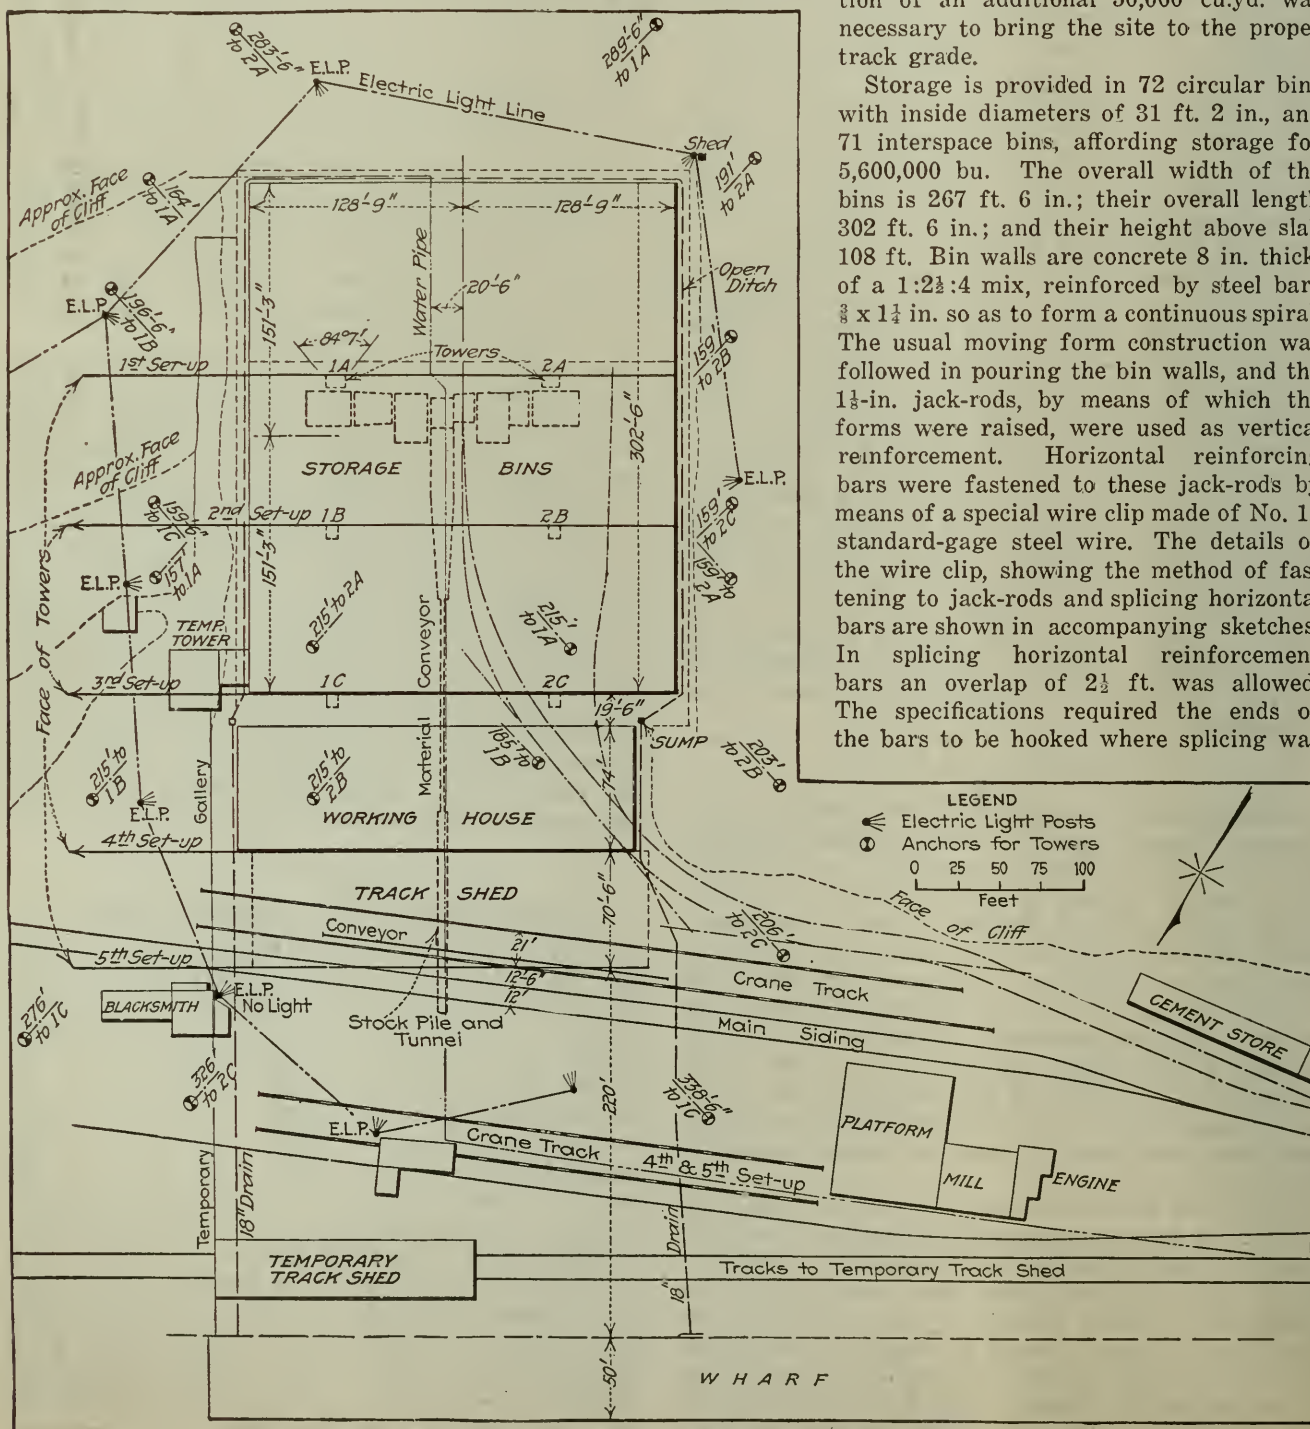 tion of an additional 50,000 cu.yd. wa
necessary to bring the site to the prope
track grade.
Storage is provided in 72 circular bin
with inside diameters of 31 ft. 2 in., an
71 interspace bins, affording storage fo
5,600,000 bu. The overall width of th
bins is 267 ft. 6 in.; their overall lengt
302 ft. 6 in.; and their height above sla
108 ft. Bin walls are concrete 8 in. thick
of a 1:2½:4 mix, reinforced by steel bar
⅜ x 1¼ in. so as to form a continuous spira
The usual moving form construction wa
followed in pouring the bin walls, and th
1⅛-in. jack-rods, by means of which th
forms were raised, were used as vertica
reinforcement. Horizontal reinforcin
bars were fastened to these jack-rods b
means of a special wire clip made of No. 1
standard-gage steel wire. The details o
the wire clip, showing the method of fas
tening to jack-rods and splicing horizonta
bars are shown in accompanying sketches
In splicing horizontal reinforcemen
bars an overlap of 2½ ft. was allowed
The specifications required the ends o
the bars to be hooked where splicing wa
283'-6"
to 2A
E.L.P.
Electric Light Line
289'-6"
to 1A
Shed
191'
to 2A
Approx. Face
of Cliff
164'
to 1A
128'-9"
128'-9"
Water Pipe
20'-6"
Open
Ditch
151'-3"
E.L.P.
196'-6"
to 1B
84°7'
Towers
159'
to 2B
1st Set-up
1A
2A
302'-6"
Approx. Face
of Cliff
STORAGE BINS
E.L.P.
159'-6"
to 1C
2nd Set-up
1B
2B
159'
to 2C
157'
to 1A
159' to
2A
151'-3"
E.L.P.
Face of Towers
TEMP.
TOWER
215' to 2A
215'
to 1A
Material Conveyor
3rd Set-up
1C
2C
19'-6"
SUMP
185' to
1B
203'
to 2B
215' to
1B
215' to
2B
74'
Gallery
E.L.P.
WORKING HOUSE
4th Set-up
LEGEND
Electric Light Posts
Anchors for Towers
0 25 50 75 100
Feet
TRACK SHED
70'-6"
Face of Cliff
206'
to 2C
Conveyor
21'
5th Set-up
12'-6"
12'
Crane Track
276'
to 1C
BLACKSMITH
E.L.P.
No Light
Stock Pile and
Tunnel
Main Siding
CEMENT STORE
326
to 2C
220'
338'-6"
to 1C
E.L.P.
Crane Track
4th & 5th Set-up
PLATFORM
MILL
ENGINE
Temporary
18" Drain
18" Drain
TEMPORARY
TRACK SHED
Tracks to Temporary Track Shed
50'
WHARF